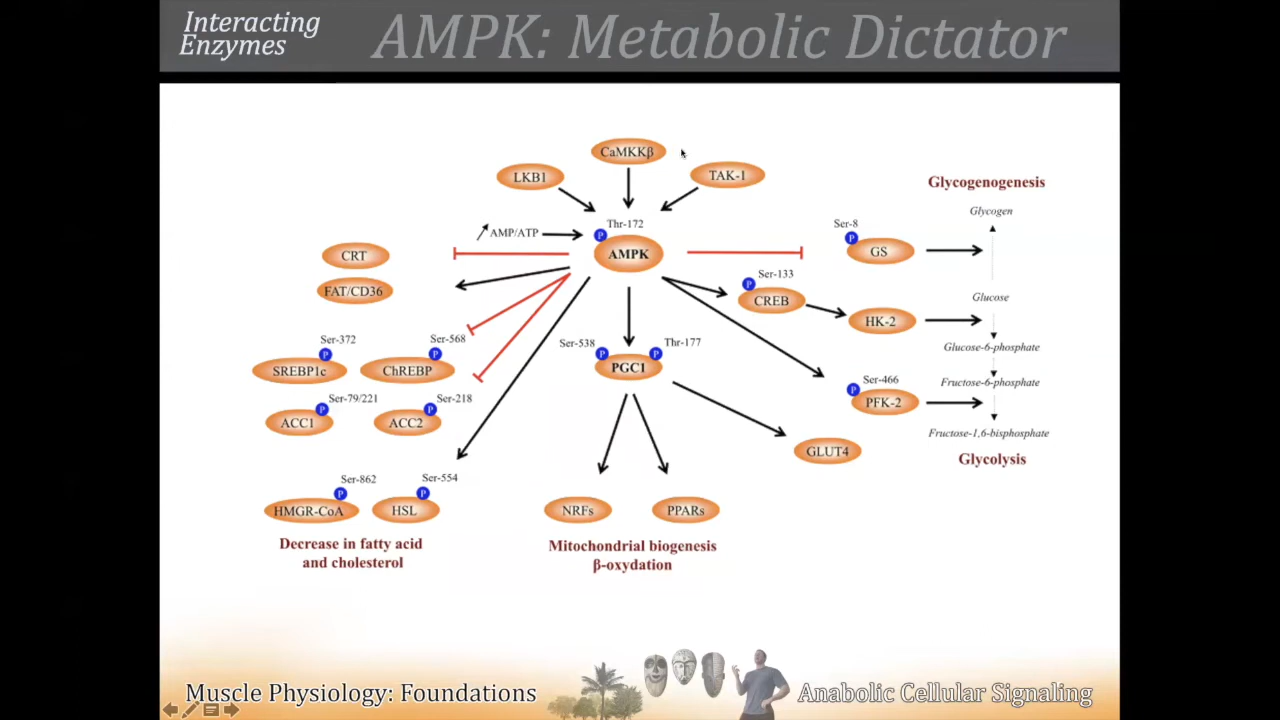 Interacting
Enzymes
AMPK: Metabolic Dictator
CaMKKβ
LKB1
TAK-1
Glycogenogenesis
Glycogen
Thr-172
Ser-8
AMP/ATP
P
P
CRT
AMPK
GS
FAT/CD36
Ser-133
P
CREB
Glucose
HK-2
Ser-372
Ser-568
Ser-538
Thr-177
Glucose-6-phosphate
P
P
P
P
SREBP1c
ChREBP
PGC1
Ser-466
Fructose-6-phosphate
P
PFK-2
Ser-79/221
Ser-218
P
P
ACC1
ACC2
Fructose-1,6-bisphosphate
GLUT4
Glycolysis
Ser-862
Ser-554
P
P
HMGR-CoA
HSL
NRFs
PPARs
Decrease in fatty acid
and cholesterol
Mitochondrial biogenesis
β-oxydation
Muscle Physiology: Foundations
Anabolic Cellular Signaling